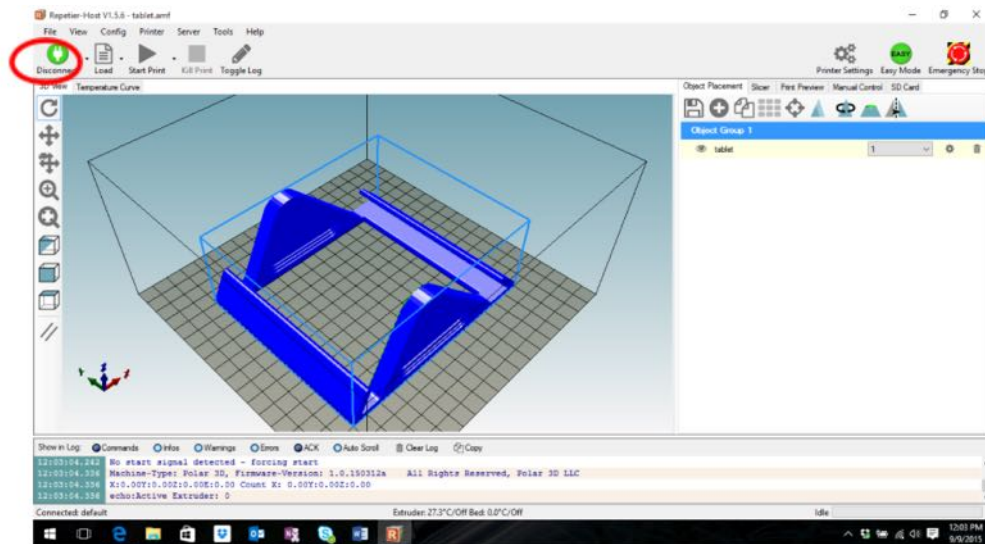 Repetier-Host V1.5.6 - tablet.amf
File View Config Printer Server Tools Help
Disconnect Load Start Print Kill Print Toggle Log Printer Settings Easy Mode Emergency Stop
EASY
3D View Temperature Curve
Object Placement Slicer Print Preview Manual Control SD Card
Object Group 1
tablet 1
Show in Log: Commands Infos Warnings Errors ACK Auto Scroll Clear Log Copy
12:03:04.242 No start signal detected - forcing start
12:03:04.336 Machine-Type: Polar 3D, Firmware-Version: 1.0.150312a All Rights Reserved, Polar 3D LLC
12:03:04.336 X:0.00Y:0.00Z:0.00E:0.00 Count X: 0.00Y:0.00Z:0.00
12:03:04.336 echo:Active Extruder: 0
Connected: default Extruder: 27.3°C/Off Bed: 0.0°C/Off Idle
12:03 PM
9/9/2015